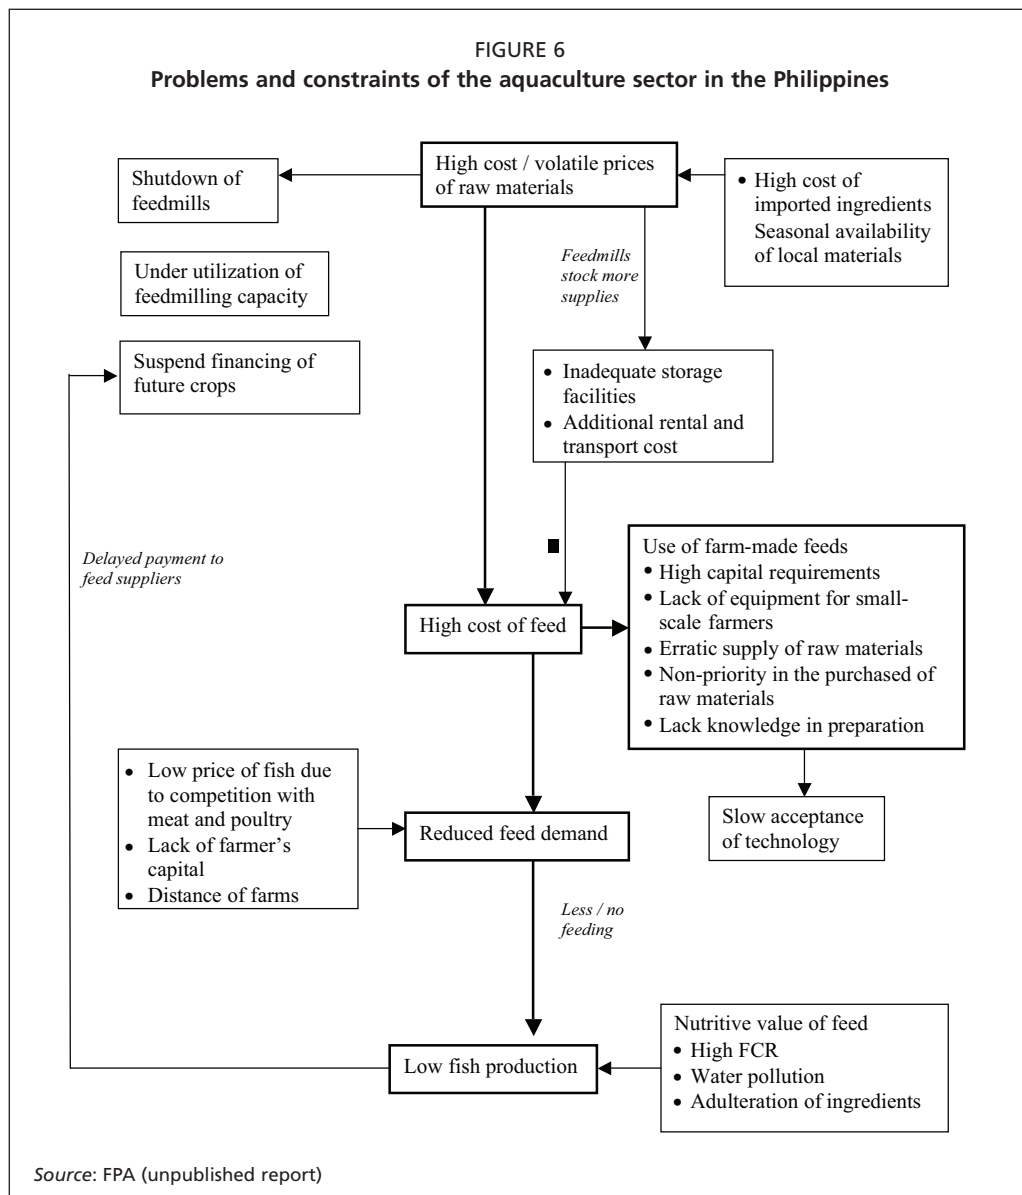 FIGURE 6
Problems and constraints of the aquaculture sector in the Philippines
High cost / volatile prices
of raw materials
Shutdown of
feedmills
• High cost of
imported ingredients
Seasonal availability
of local materials
Under utilization of
feedmilling capacity
Feedmills
stock more
supplies
Suspend financing of
future crops
• Inadequate storage
facilities
• Additional rental and
transport cost
Delayed payment to
feed suppliers
Use of farm-made feeds
• High capital requirements
• Lack of equipment for small-
scale farmers
• Erratic supply of raw materials
• Non-priority in the purchased of
raw materials
• Lack knowledge in preparation
High cost of feed
• Low price of fish due
to competition with
meat and poultry
• Lack of farmer's
capital
• Distance of farms
Reduced feed demand
Slow acceptance
of technology
Less / no
feeding
Nutritive value of feed
• High FCR
• Water pollution
• Adulteration of ingredients
Low fish production
Source: FPA (unpublished report)